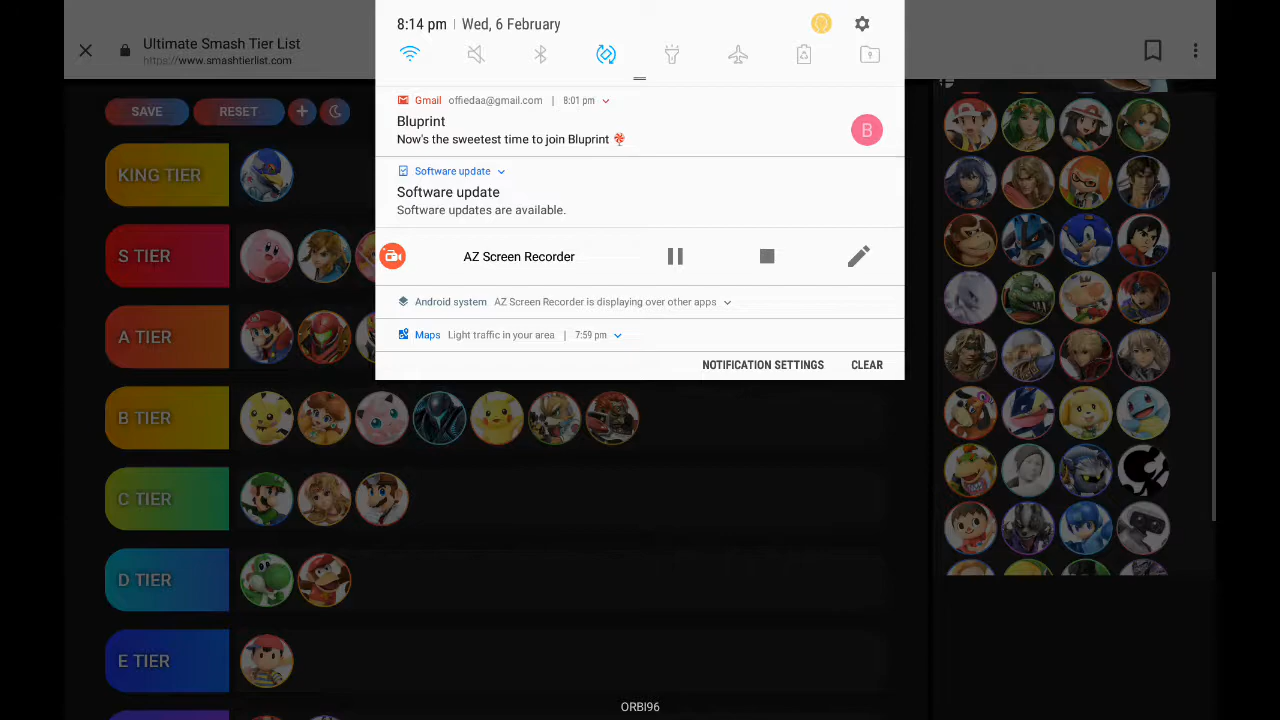 8:14 pm | Wed, 6 February
Ultimate Smash Tier List
https://www.smashtierlist.com
Gmail offiedaa@gmail.com | 8:01 pm
Bluprint
Now's the sweetest time to join Bluprint
B
Software update
Software update
Software updates are available.
AZ Screen Recorder
Android system AZ Screen Recorder is displaying over other apps
Maps Light traffic in your area | 7:59 pm
NOTIFICATION SETTINGS CLEAR
SAVE RESET +
KING TIER
S TIER
A TIER
B TIER
C TIER
D TIER
E TIER
ORBI96